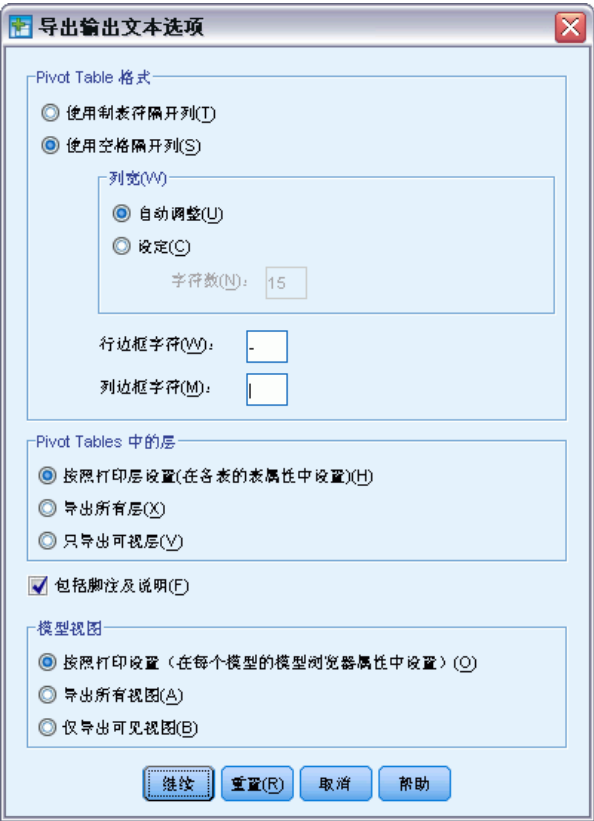 导出输出文本选项
Pivot Table 格式
使用制表符隔开列(T)
使用空格隔开列(S)
列宽(W)
自动调整(U)
设定(C)
字符数(N): 15
行边框字符(W): -
列边框字符(M): |
Pivot Tables 中的层
按照打印层设置(在各表的表属性中设置)(H)
导出所有层(X)
只导出可视层(V)
包括脚注及说明(F)
模型视图
按照打印设置（在每个模型的模型浏览器属性中设置）(O)
导出所有视图(A)
仅导出可见视图(B)
继续 重置(R) 取消 帮助